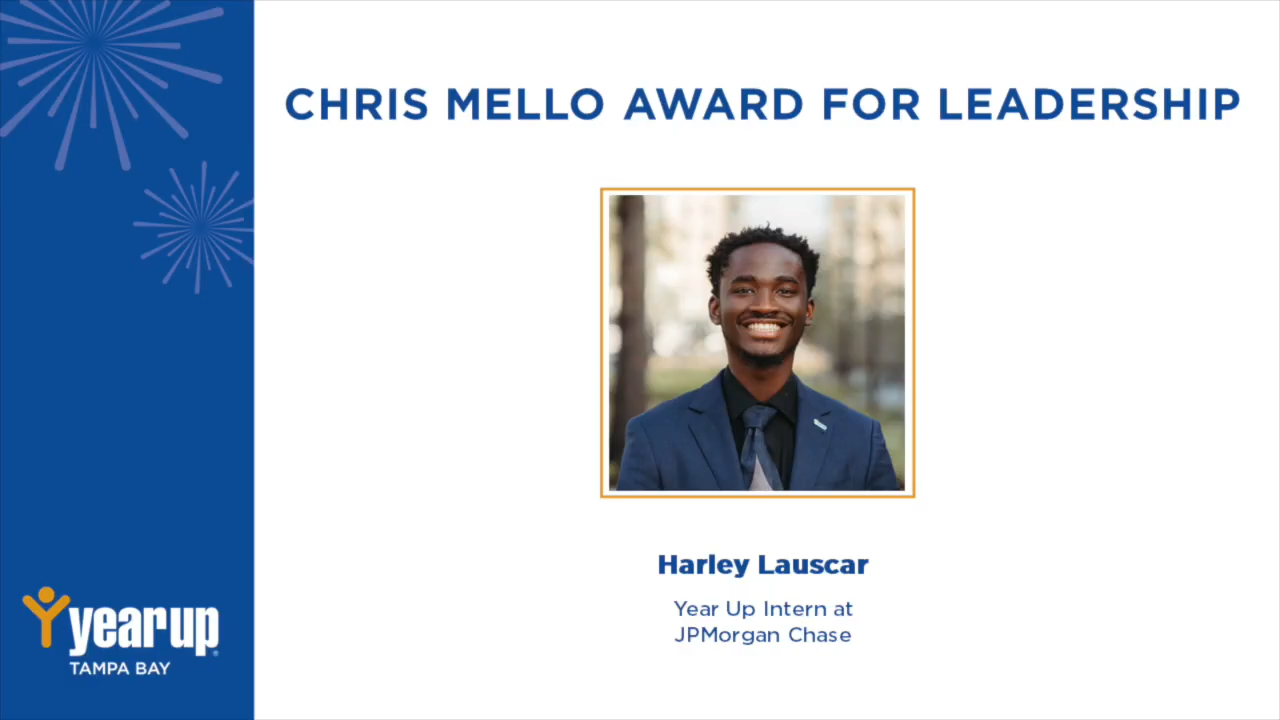 CHRIS MELLO AWARD FOR LEADERSHIP
Harley Lauscar
Year Up Intern at
JPMorgan Chase
year up
TAMPA BAY